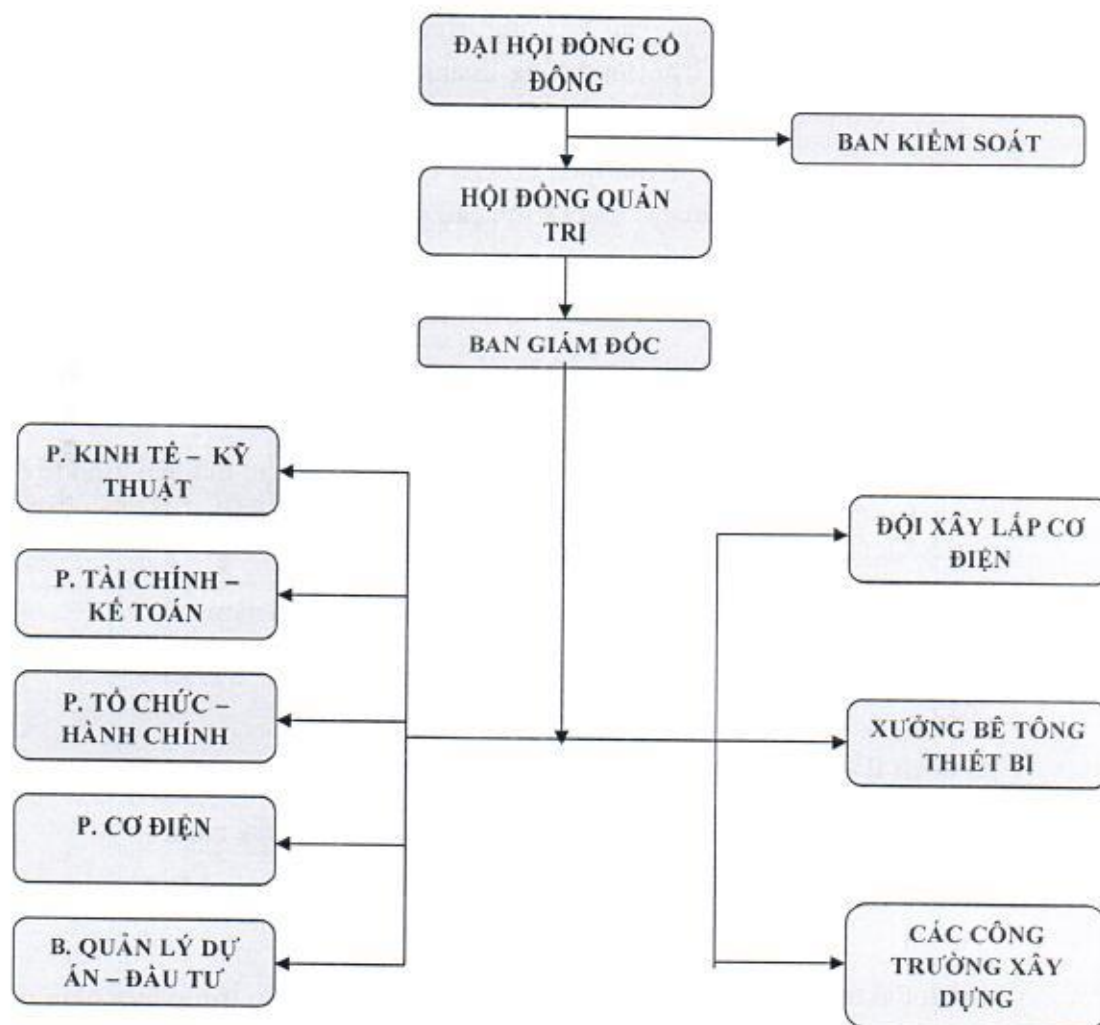 ĐẠI HỘI ĐỒNG CỔ
ĐÔNG
BAN KIỂM SOÁT
HỘI ĐỒNG QUẢN
TRỊ
BAN GIÁM ĐỐC
P. KINH TẾ – KỸ
THUẬT
P. TÀI CHÍNH –
KẾ TOÁN
P. TỔ CHỨC –
HÀNH CHÍNH
P. CƠ ĐIỆN
B. QUẢN LÝ DỰ
ÁN – ĐẦU TƯ
ĐỘI XÂY LẮP CƠ
ĐIỆN
XƯỞNG BÊ TÔNG
THIẾT BỊ
CÁC CÔNG
TRƯỜNG XÂY
DỰNG